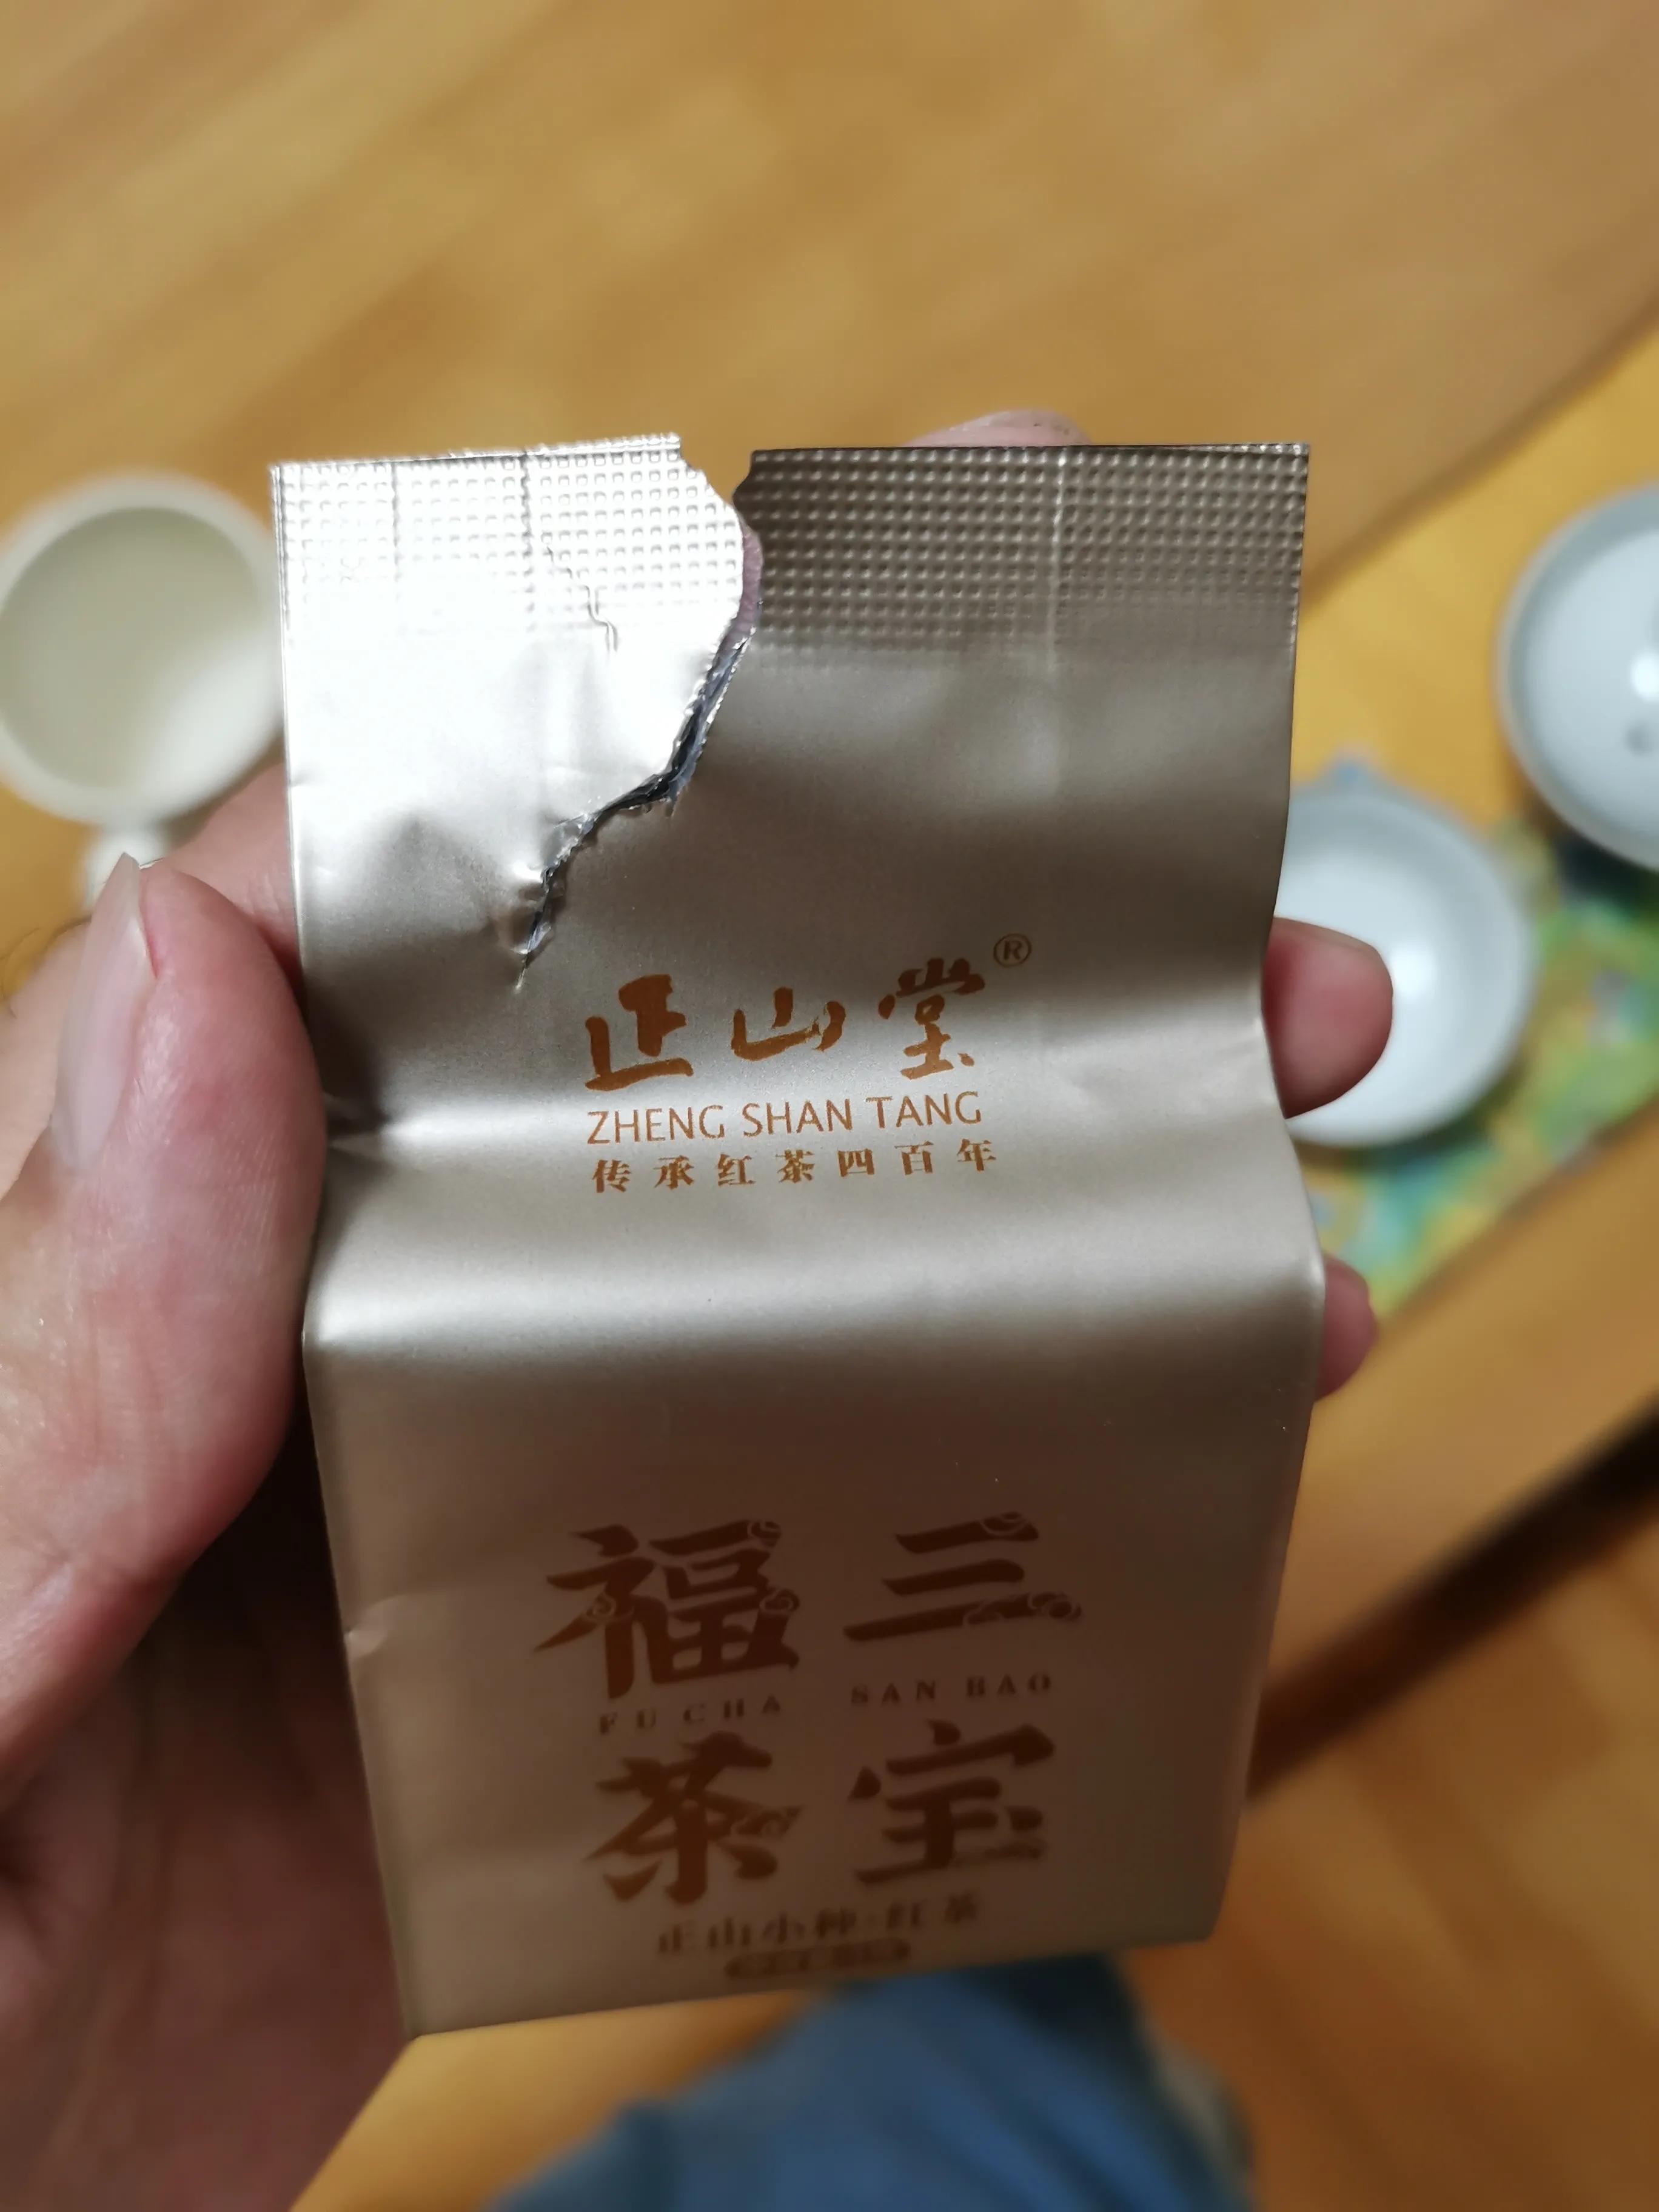 正山堂®
ZHENG SHAN TANG
传承红茶四百年
福茶
FU CHA
三宝
SAN BAO
正山小种·红茶